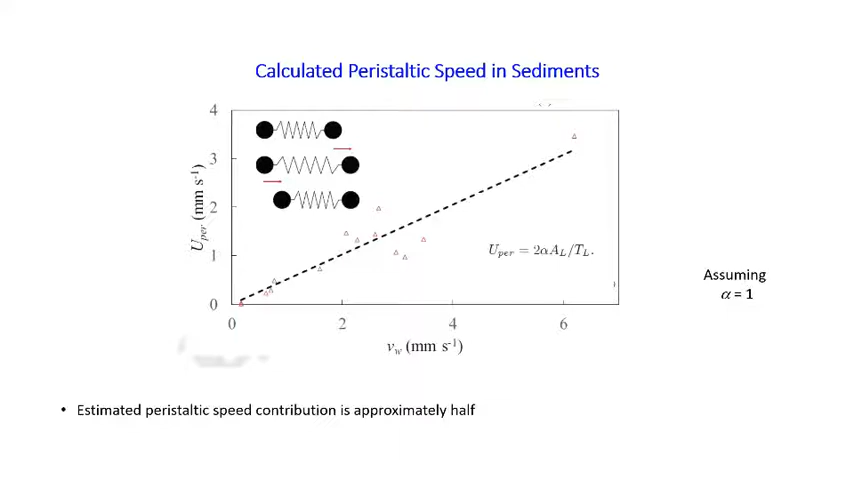 Calculated Peristaltic Speed in Sediments
4
3
2
1
0
U_per (mm s⁻¹)
U_per = 2αA_L/T_L.
0 2 4 6
v_w (mm s⁻¹)
Assuming
α = 1
• Estimated peristaltic speed contribution is approximately half